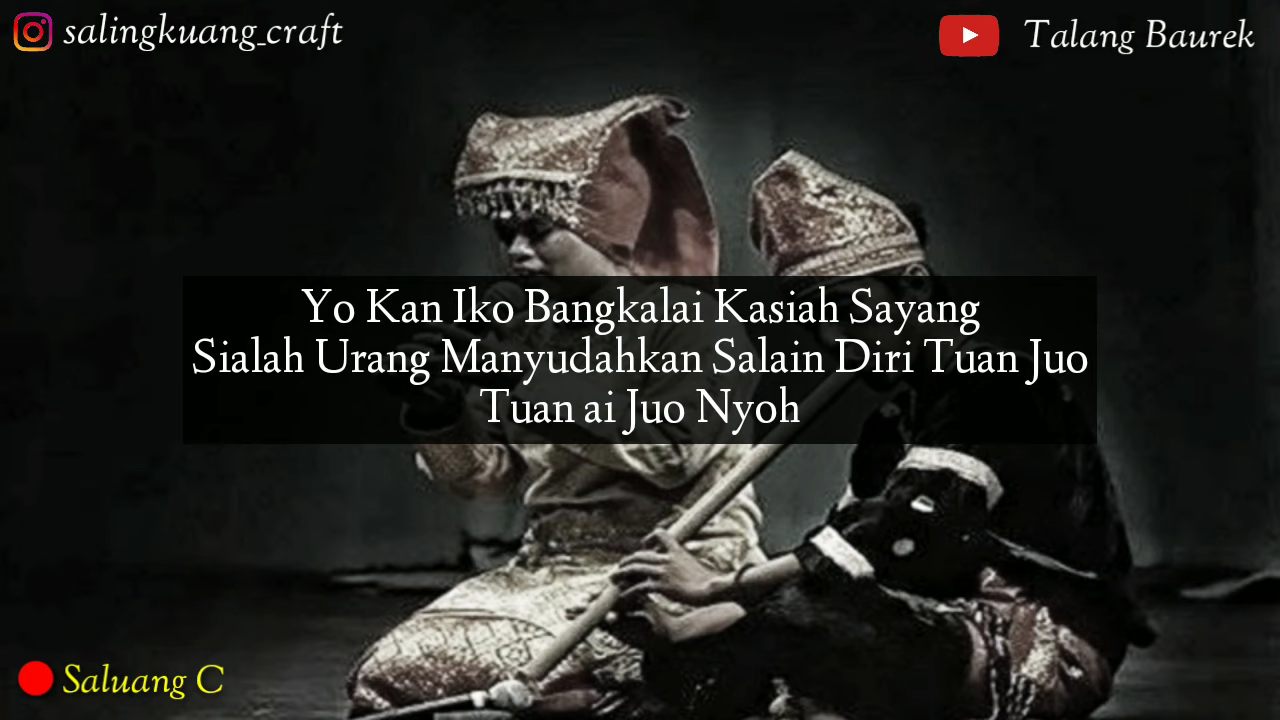 salingkuang_craft
Talang Baurek
Yo Kan Iko Bangkalai Kasiah Sayang
Sialah Urang Manyudahkan Salain Diri Tuan Juo
Tuan ai Juo Nyoh
Saluang C